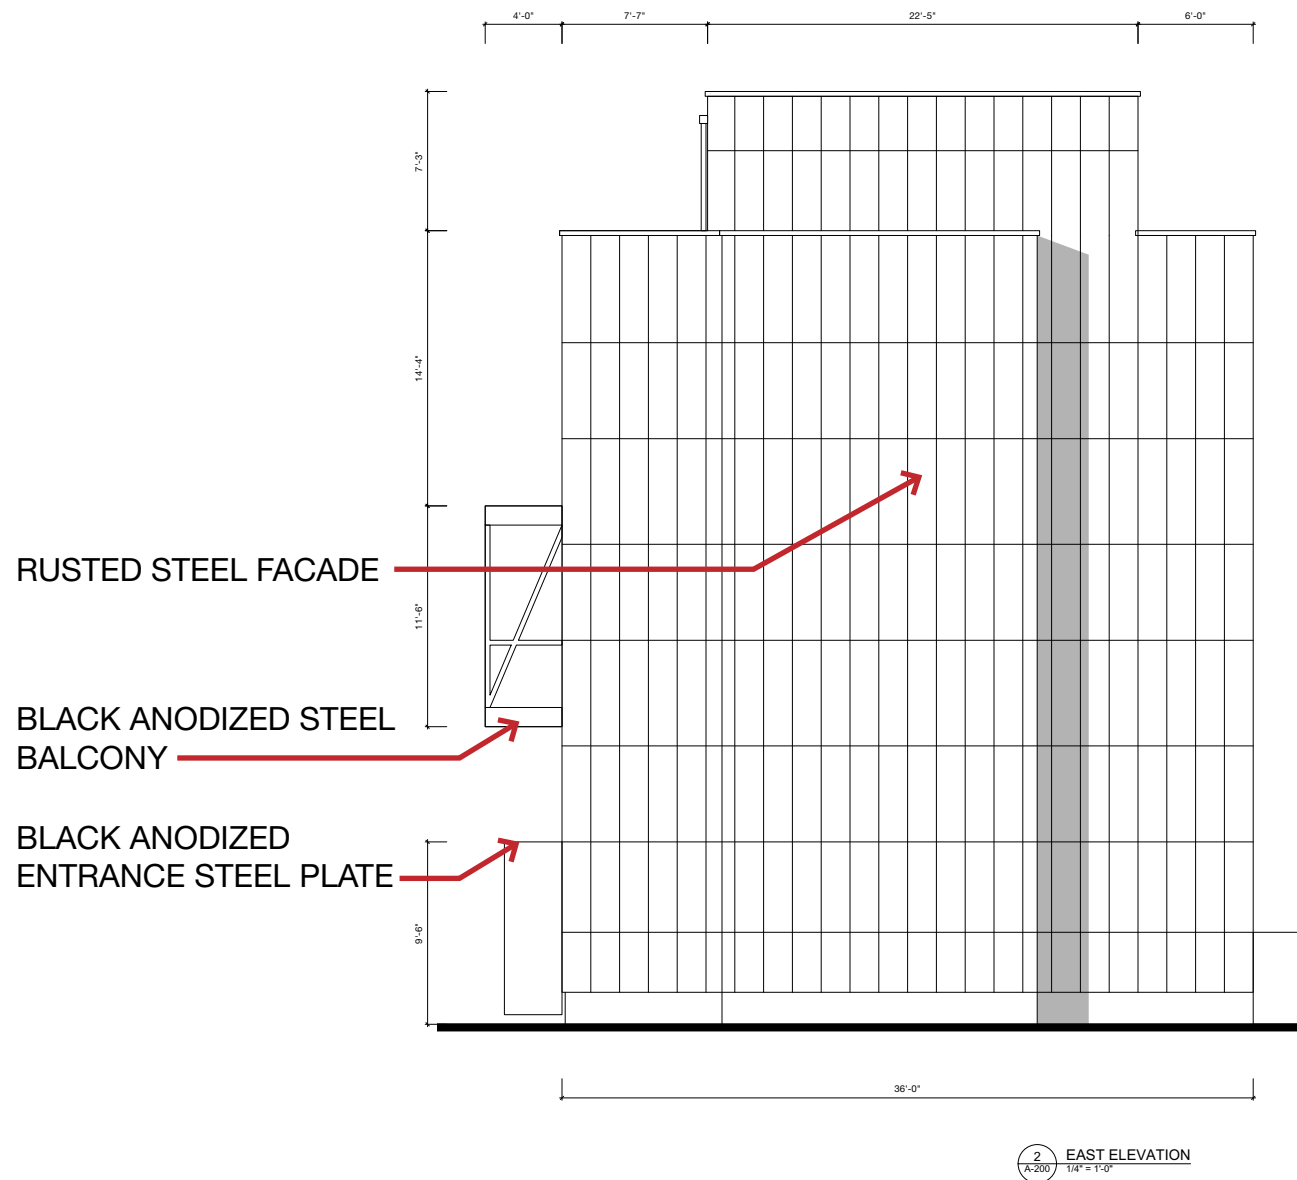 4'-0" 7'-7" 22'-5" 6'-0"
7'-3"
14'-4"
RUSTED STEEL FACADE
11'-6"
BLACK ANODIZED STEEL
BALCONY
BLACK ANODIZED
ENTRANCE STEEL PLATE
9'-6"
36'-0"
2 EAST ELEVATION
A-200 1/4" = 1'-0"